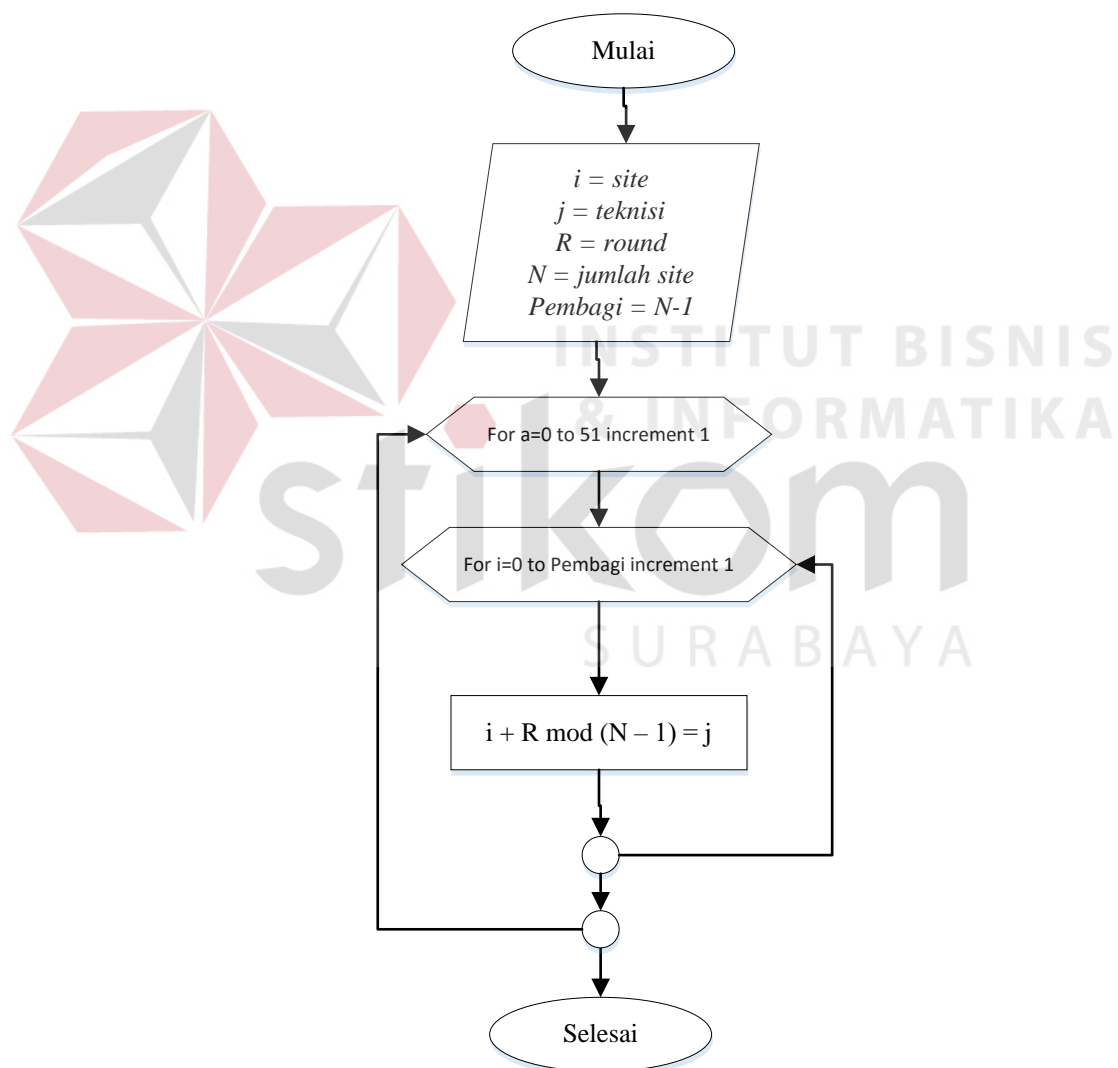 Mulai
i = site
j = teknisi
R = round
N = jumlah site
Pembagi = N-1
INSTITUT BISNIS
& INFORMATIKA
For a=0 to 51 increment 1
stikom
For i=0 to Pembagi increment 1
SURABAYA
i + R mod (N – 1) = j
Selesai